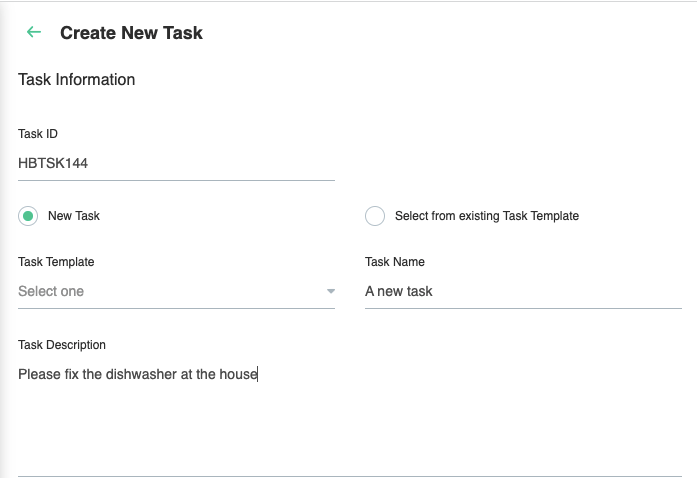 Create New Task
Task Information
Task ID
HBTSK144
New Task
Select from existing Task Template
Task Template
Task Name
Select one
A new task
Task Description
Please fix the dishwasher at the house